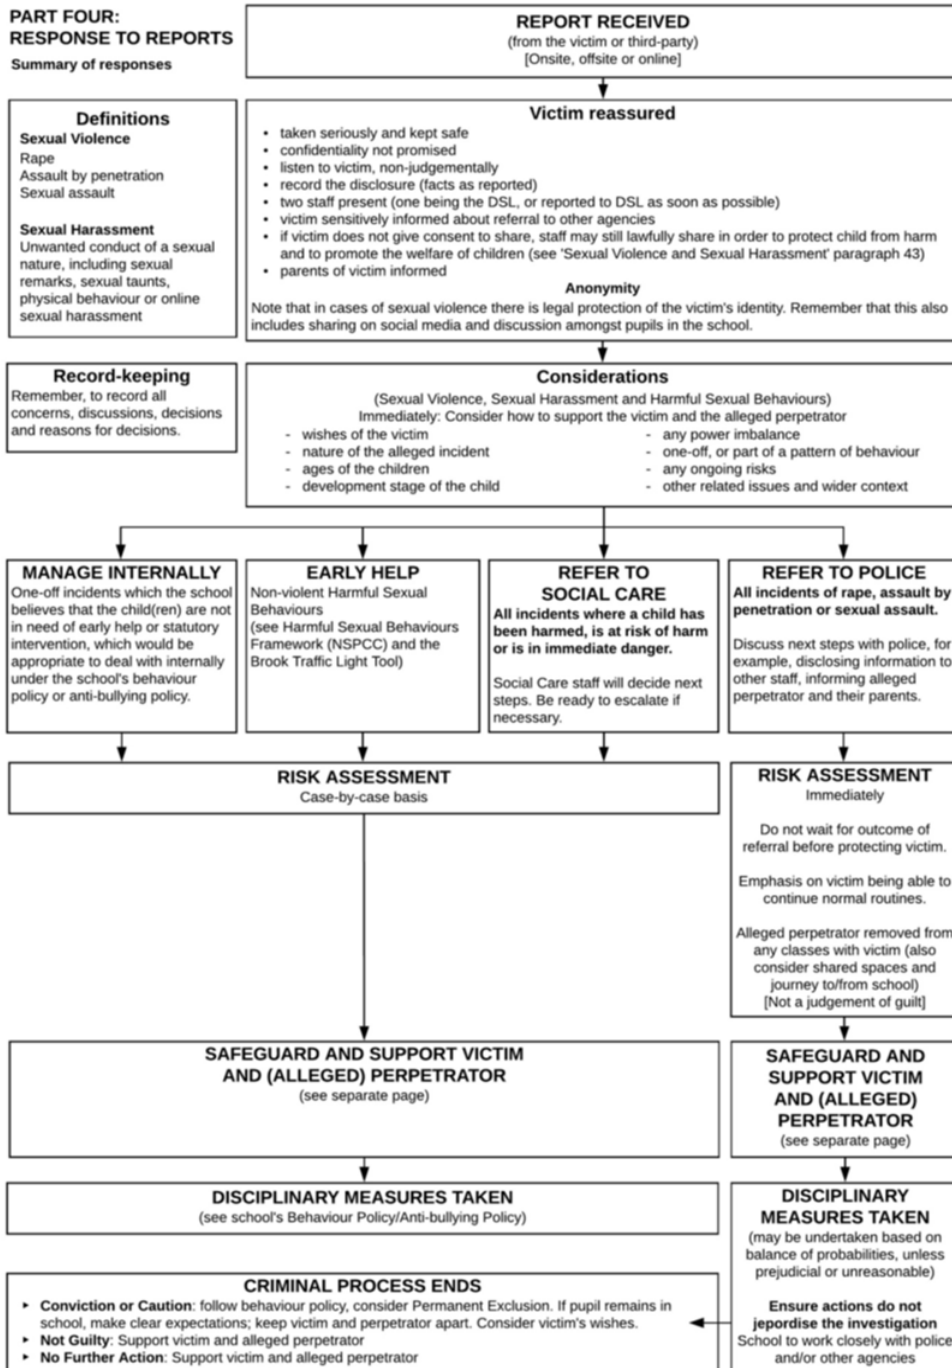 PART FOUR:
RESPONSE TO REPORTS
Summary of responses
REPORT RECEIVED
(from the victim or third-party)
[Onsite, offsite or online]
Definitions
Sexual Violence
Rape
Assault by penetration
Sexual assault
Sexual Harassment
Unwanted conduct of a sexual
nature, including sexual
remarks, sexual taunts,
physical behaviour or online
sexual harassment
Victim reassured
• taken seriously and kept safe
• confidentiality not promised
• listen to victim, non-judgementally
• record the disclosure (facts as reported)
• two staff present (one being the DSL, or reported to DSL as soon as possible)
• victim sensitively informed about referral to other agencies
• if victim does not give consent to share, staff may still lawfully share in order to protect child from harm
and to promote the welfare of children (see 'Sexual Violence and Sexual Harassment' paragraph 43)
• parents of victim informed
Anonymity
Note that in cases of sexual violence there is legal protection of the victim's identity. Remember that this also
includes sharing on social media and discussion amongst pupils in the school.
Record-keeping
Remember, to record all
concerns, discussions, decisions
and reasons for decisions.
Considerations
(Sexual Violence, Sexual Harassment and Harmful Sexual Behaviours)
Immediately: Consider how to support the victim and the alleged perpetrator
- wishes of the victim
- nature of the alleged incident
- ages of the children
- development stage of the child
- any power imbalance
- one-off, or part of a pattern of behaviour
- any ongoing risks
- other related issues and wider context
MANAGE INTERNALLY
One-off incidents which the school
believes that the child(ren) are not
in need of early help or statutory
intervention, which would be
appropriate to deal with internally
under the school's behaviour
policy or anti-bullying policy.
EARLY HELP
Non-violent Harmful Sexual
Behaviours
(see Harmful Sexual Behaviours
Framework (NSPCC) and the
Brook Traffic Light Tool)
REFER TO
SOCIAL CARE
All incidents where a child has
been harmed, is at risk of harm
or is in immediate danger.
Social Care staff will decide next
steps. Be ready to escalate if
necessary.
REFER TO POLICE
All incidents of rape, assault by
penetration or sexual assault.
Discuss next steps with police, for
example, disclosing information to
other staff, informing alleged
perpetrator and their parents.
RISK ASSESSMENT
Case-by-case basis
RISK ASSESSMENT
Immediately
Do not wait for outcome of
referral before protecting victim.
Emphasis on victim being able to
continue normal routines.
Alleged perpetrator removed from
any classes with victim (also
consider shared spaces and
journey to/from school)
[Not a judgement of guilt]
SAFEGUARD AND SUPPORT VICTIM
AND (ALLEGED) PERPETRATOR
(see separate page)
SAFEGUARD AND
SUPPORT VICTIM
AND (ALLEGED)
PERPETRATOR
(see separate page)
DISCIPLINARY MEASURES TAKEN
(see school's Behaviour Policy/Anti-bullying Policy)
DISCIPLINARY
MEASURES TAKEN
(may be undertaken based on
balance of probabilities, unless
prejudicial or unreasonable)
Ensure actions do not
jepordise the investigation
School to work closely with police
and/or other agencies
CRIMINAL PROCESS ENDS
‣ Conviction or Caution: follow behaviour policy, consider Permanent Exclusion. If pupil remains in
school, make clear expectations; keep victim and perpetrator apart. Consider victim's wishes.
‣ Not Guilty: Support victim and alleged perpetrator
‣ No Further Action: Support victim and alleged perpetrator